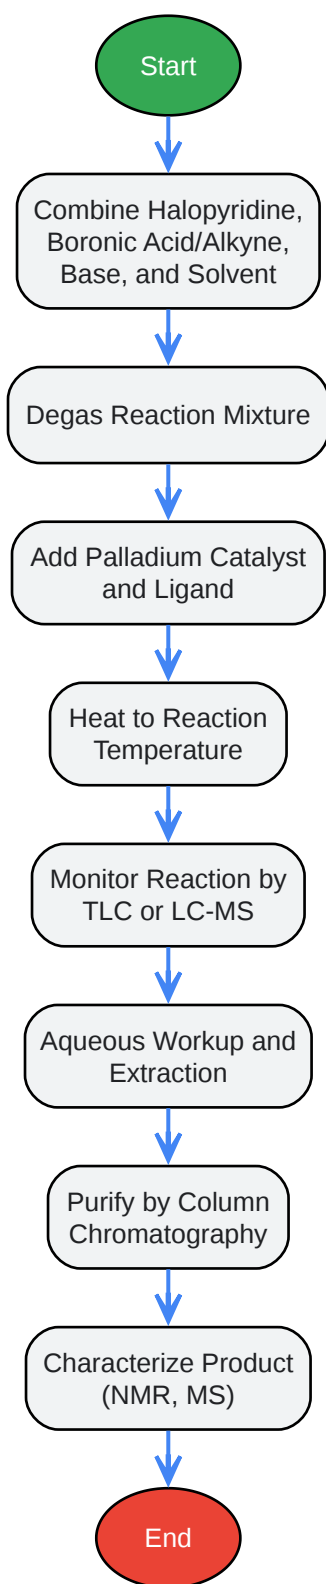 Start
Combine Halopyridine,
Boronic Acid/Alkyne,
Base, and Solvent
Degas Reaction Mixture
Add Palladium Catalyst
and Ligand
Heat to Reaction
Temperature
Monitor Reaction by
TLC or LC-MS
Aqueous Workup and
Extraction
Purify by Column
Chromatography
Characterize Product
(NMR, MS)
End